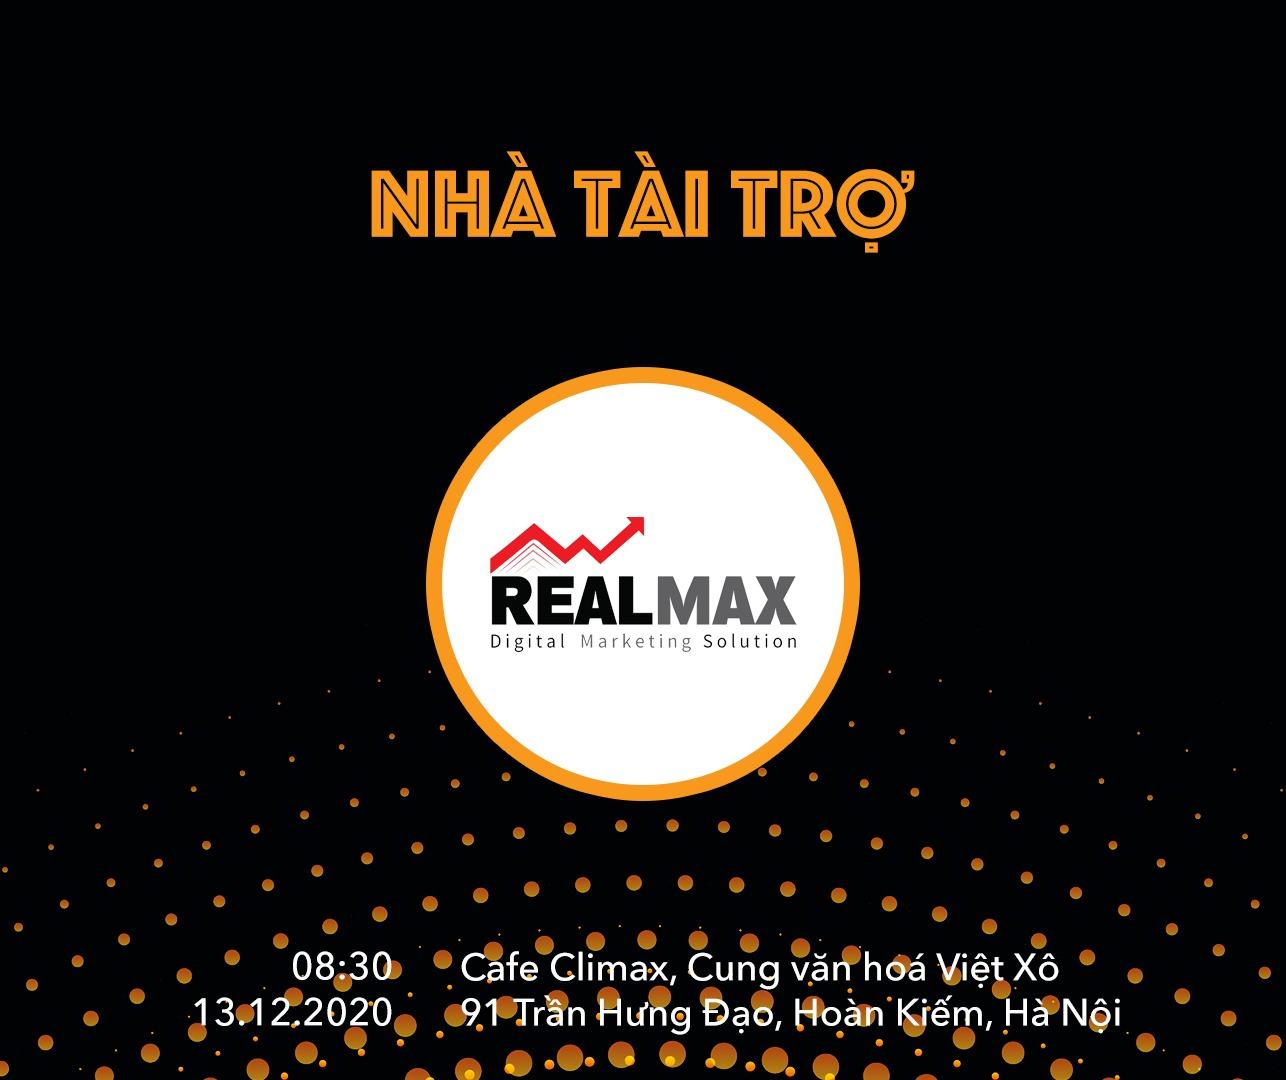 NHÀ TÀI TRỢ
REALMAX
Digital Marketing Solution
08:30
13.12.2020
Cafe Climax, Cung văn hoá Việt Xô
91 Trần Hưng Đạo, Hoàn Kiếm, Hà Nội